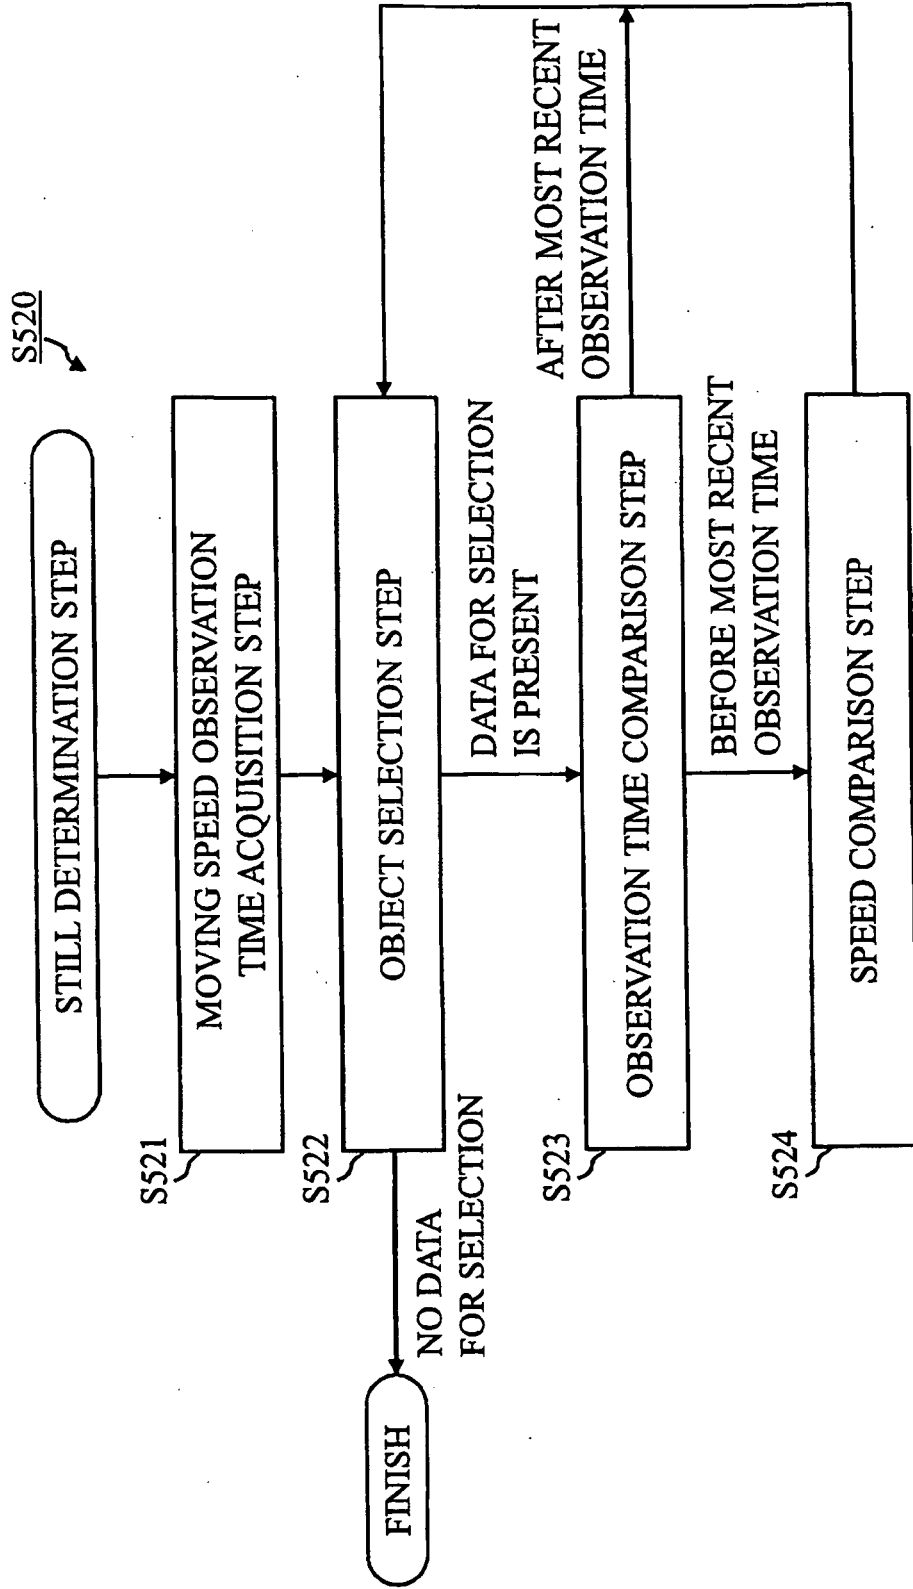 S520
STILL DETERMINATION STEP
S521
MOVING SPEED OBSERVATION
TIME ACQUISITION STEP
S522
OBJECT SELECTION STEP
NO DATA
FOR SELECTION
FINISH
DATA FOR SELECTION
IS PRESENT
S523
OBSERVATION TIME COMPARISON STEP
AFTER MOST RECENT
OBSERVATION TIME
BEFORE MOST RECENT
OBSERVATION TIME
S524
SPEED COMPARISON STEP